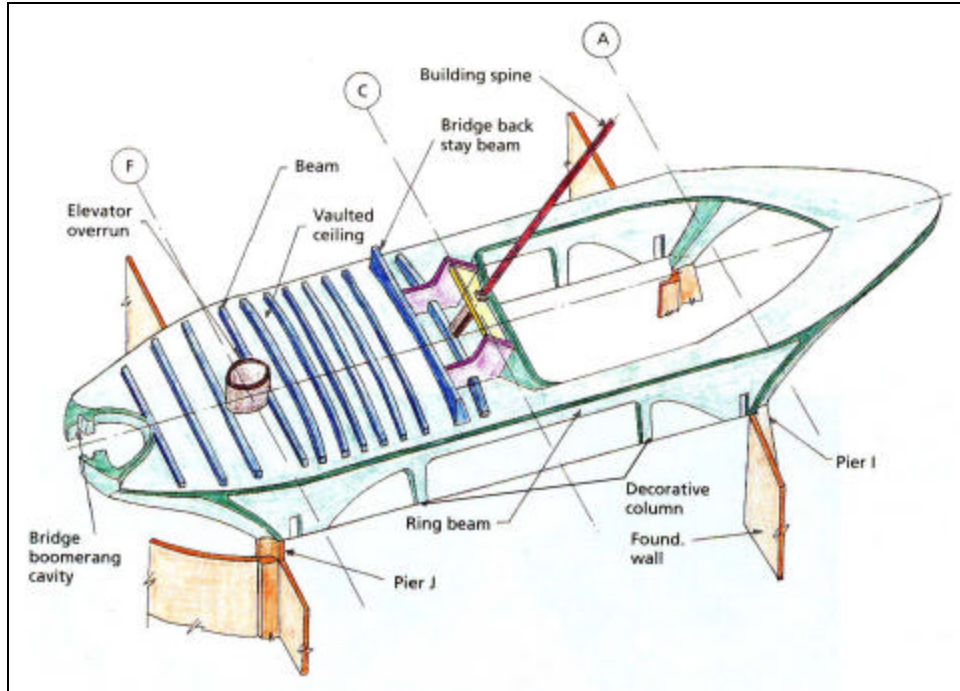 A
Building spine
C
Bridge back
stay beam
F
Beam
Elevator
overrun
Vaulted
ceiling
Pier I
Decorative
column
Ring beam
Found.
wall
Bridge
boomerang
cavity
Pier J